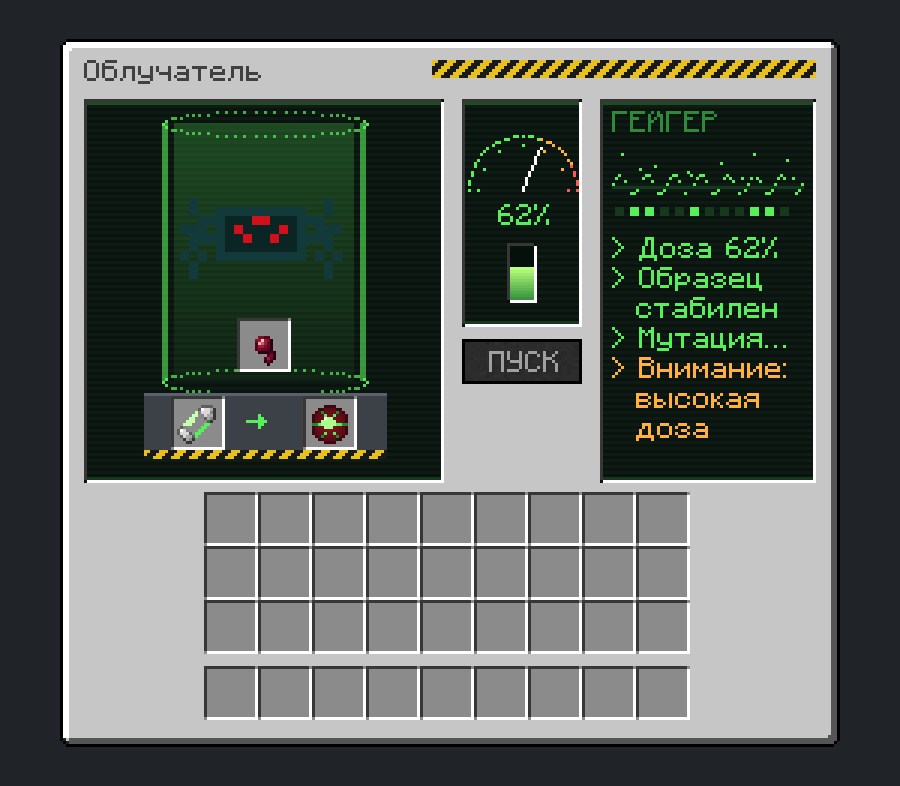 Облучатель
62%
ПУСК
ГЕЙГЕР
> Доза 62%
> Образец
стабилен
> Мутация...
> Внимание:
высокая
доза